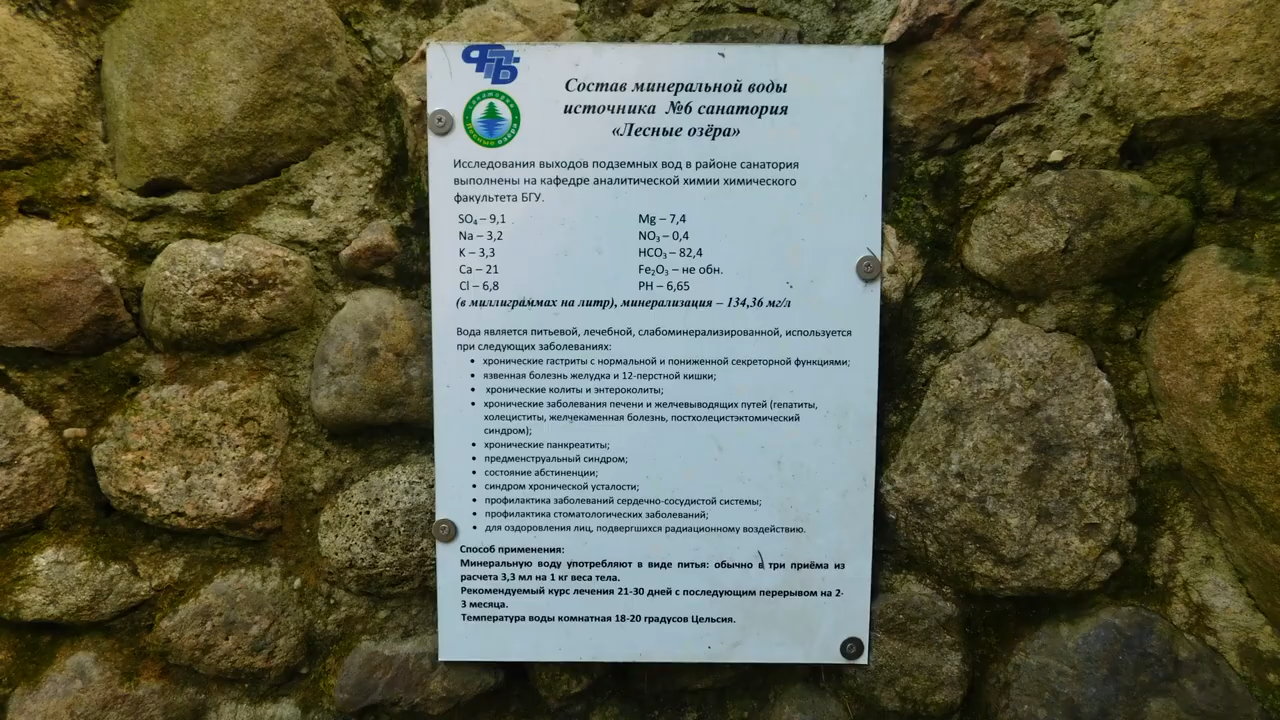 ФПБ
санаторий
Лесные озёра
Состав минеральной воды
источника №6 санатория
«Лесные озёра»
Исследования выходов подземных вод в районе санатория
выполнены на кафедре аналитической химии химического
факультета БГУ.
SO₄ – 9,1 Mg – 7,4
Na – 3,2 NO₃ – 0,4
K – 3,3 HCO₃ – 82,4
Ca – 21 Fe₂O₃ – не обн.
Cl – 6,8 PH – 6,65
(в миллиграммах на литр), минерализация – 134,36 мг/л
Вода является питьевой, лечебной, слабоминерализированной, используется
при следующих заболеваниях:
• хронические гастриты с нормальной и пониженной секреторной функциями;
• язвенная болезнь желудка и 12-перстной кишки;
• хронические колиты и энтероколиты;
• хронические заболевания печени и желчевыводящих путей (гепатиты,
холециститы, желчекаменная болезнь, постхолецистэктомический
синдром);
• хронические панкреатиты;
• предменструальный синдром;
• состояние абстиненции;
• синдром хронической усталости;
• профилактика заболеваний сердечно-сосудистой системы;
• профилактика стоматологических заболеваний;
• для оздоровления лиц, подвергшихся радиационному воздействию.
Способ применения:
Минеральную воду употребляют в виде питья: обычно в три приёма из
расчета 3,3 мл на 1 кг веса тела.
Рекомендуемый курс лечения 21-30 дней с последующим перерывом на 2-
3 месяца.
Температура воды комнатная 18-20 градусов Цельсия.